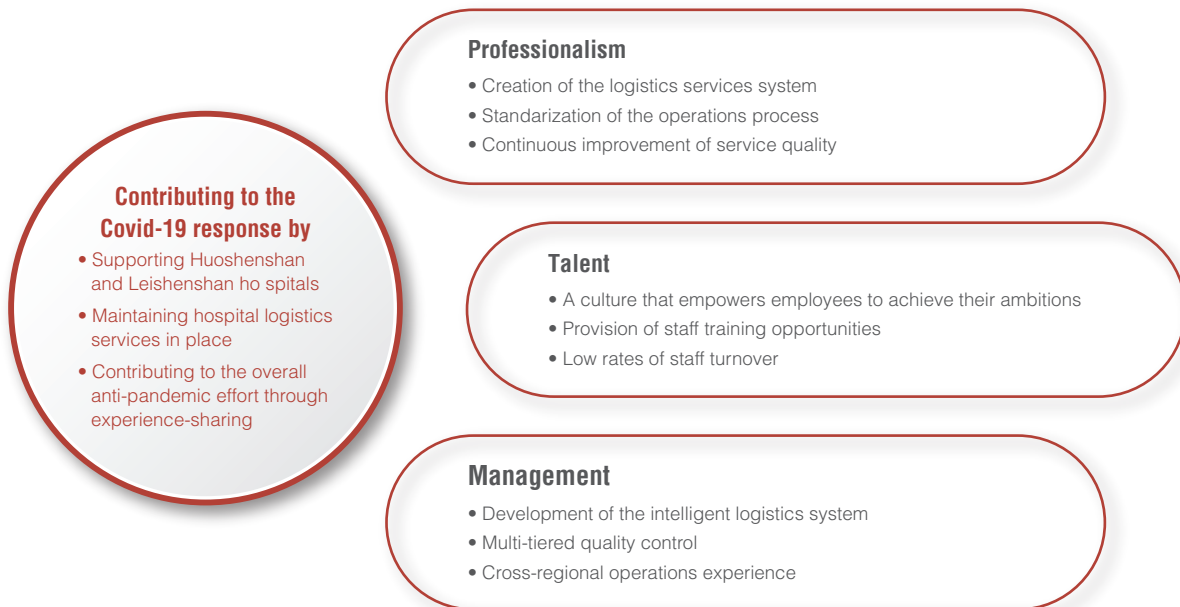 Contributing to the
Covid-19 response by
• Supporting Huoshenshan
and Leishenshan ho spitals
• Maintaining hospital logistics
services in place
• Contributing to the overall
anti-pandemic effort through
experience-sharing
Professionalism
• Creation of the logistics services system
• Standarization of the operations process
• Continuous improvement of service quality
Talent
• A culture that empowers employees to achieve their ambitions
• Provision of staff training opportunities
• Low rates of staff turnover
Management
• Development of the intelligent logistics system
• Multi-tiered quality control
• Cross-regional operations experience